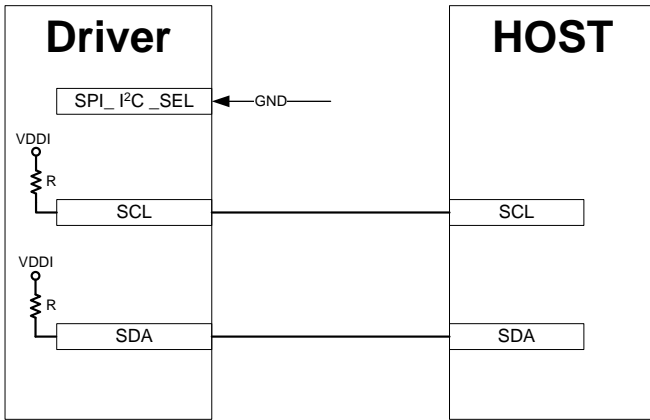 Driver
HOST
SPI_ I²C _SEL
GND
VDDI
R
SCL
SCL
VDDI
R
SDA
SDA